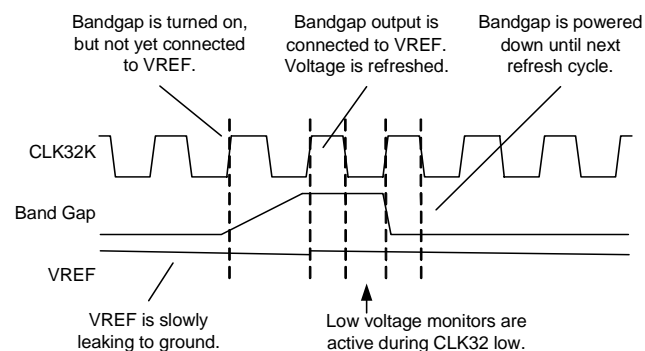 Bandgap is turned on,
but not yet connected
to VREF.
Bandgap output is
connected to VREF.
Voltage is refreshed.
Bandgap is powered
down until next
refresh cycle.
CLK32K
Band Gap
VREF
VREF is slowly
leaking to ground.
Low voltage monitors are
active during CLK32 low.